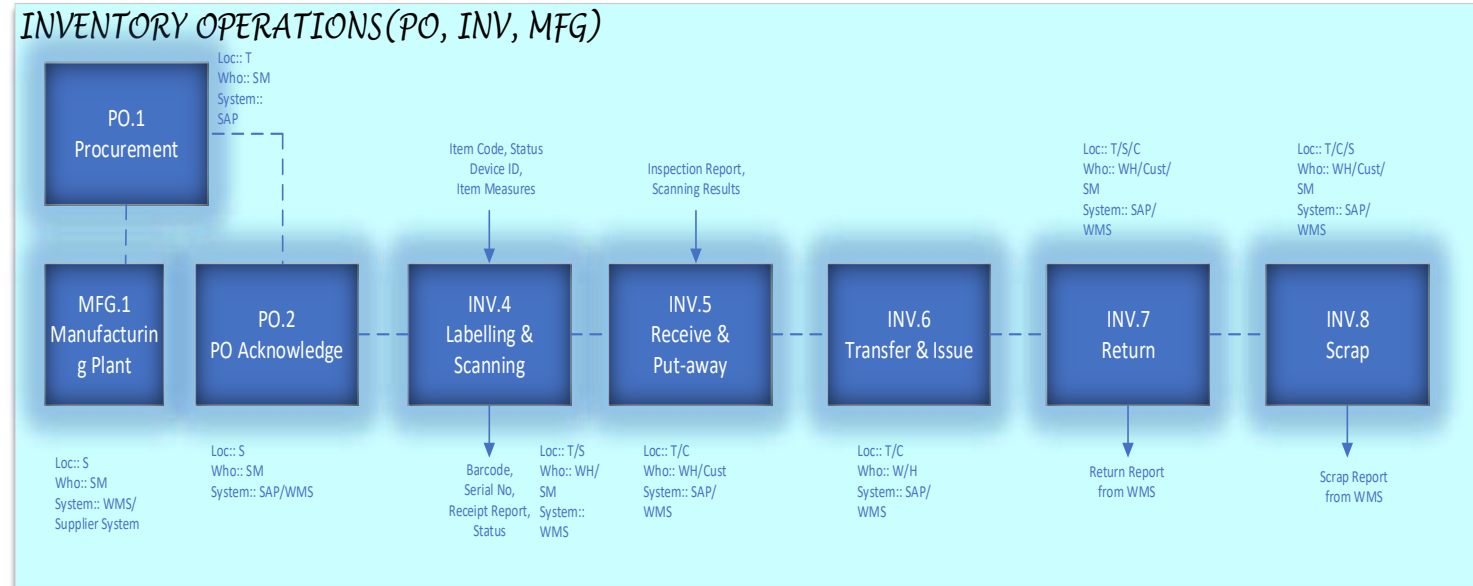 INVENTORY OPERATIONS(PO, INV, MFG)
PO.1
Procurement
Loc:: T
Who:: SM
System::
SAP
Item Code, Status
Device ID,
Item Measures
Inspection Report,
Scanning Results
Loc:: T/S/C
Who:: WH/Cust/
SM
System:: SAP/
WMS
Loc:: T/C/S
Who:: WH/Cust/
SM
System:: SAP/
WMS
MFG.1
Manufacturin
g Plant
PO.2
PO Acknowledge
INV.4
Labelling &
Scanning
INV.5
Receive &
Put-away
INV.6
Transfer & Issue
INV.7
Return
INV.8
Scrap
Loc:: S
Who:: SM
System:: WMS/
Supplier System
Loc:: S
Who:: SM
System:: SAP/WMS
Barcode,
Serial No,
Receipt Report,
Status
Loc:: T/S
Who:: WH/
SM
System::
WMS
Loc:: T/C
Who:: WH/Cust
System:: SAP/
WMS
Loc:: T/C
Who:: W/H
System:: SAP/
WMS
Return Report
from WMS
Scrap Report
from WMS